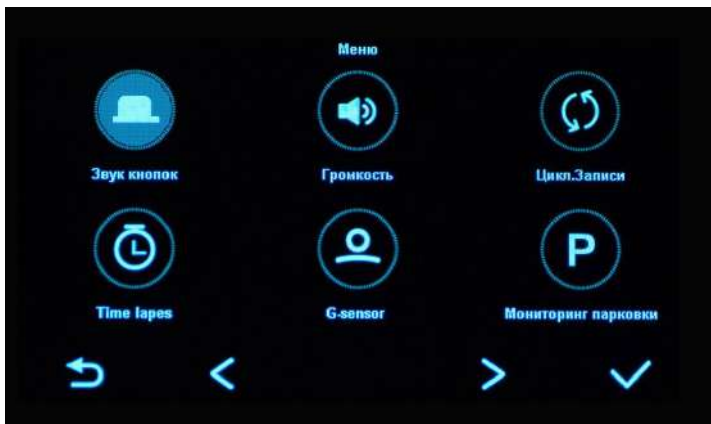 Меню
Звук кнопок
Громкость
Цикл.Записи
Time lapes
G-sensor
P
Мониторинг парковки